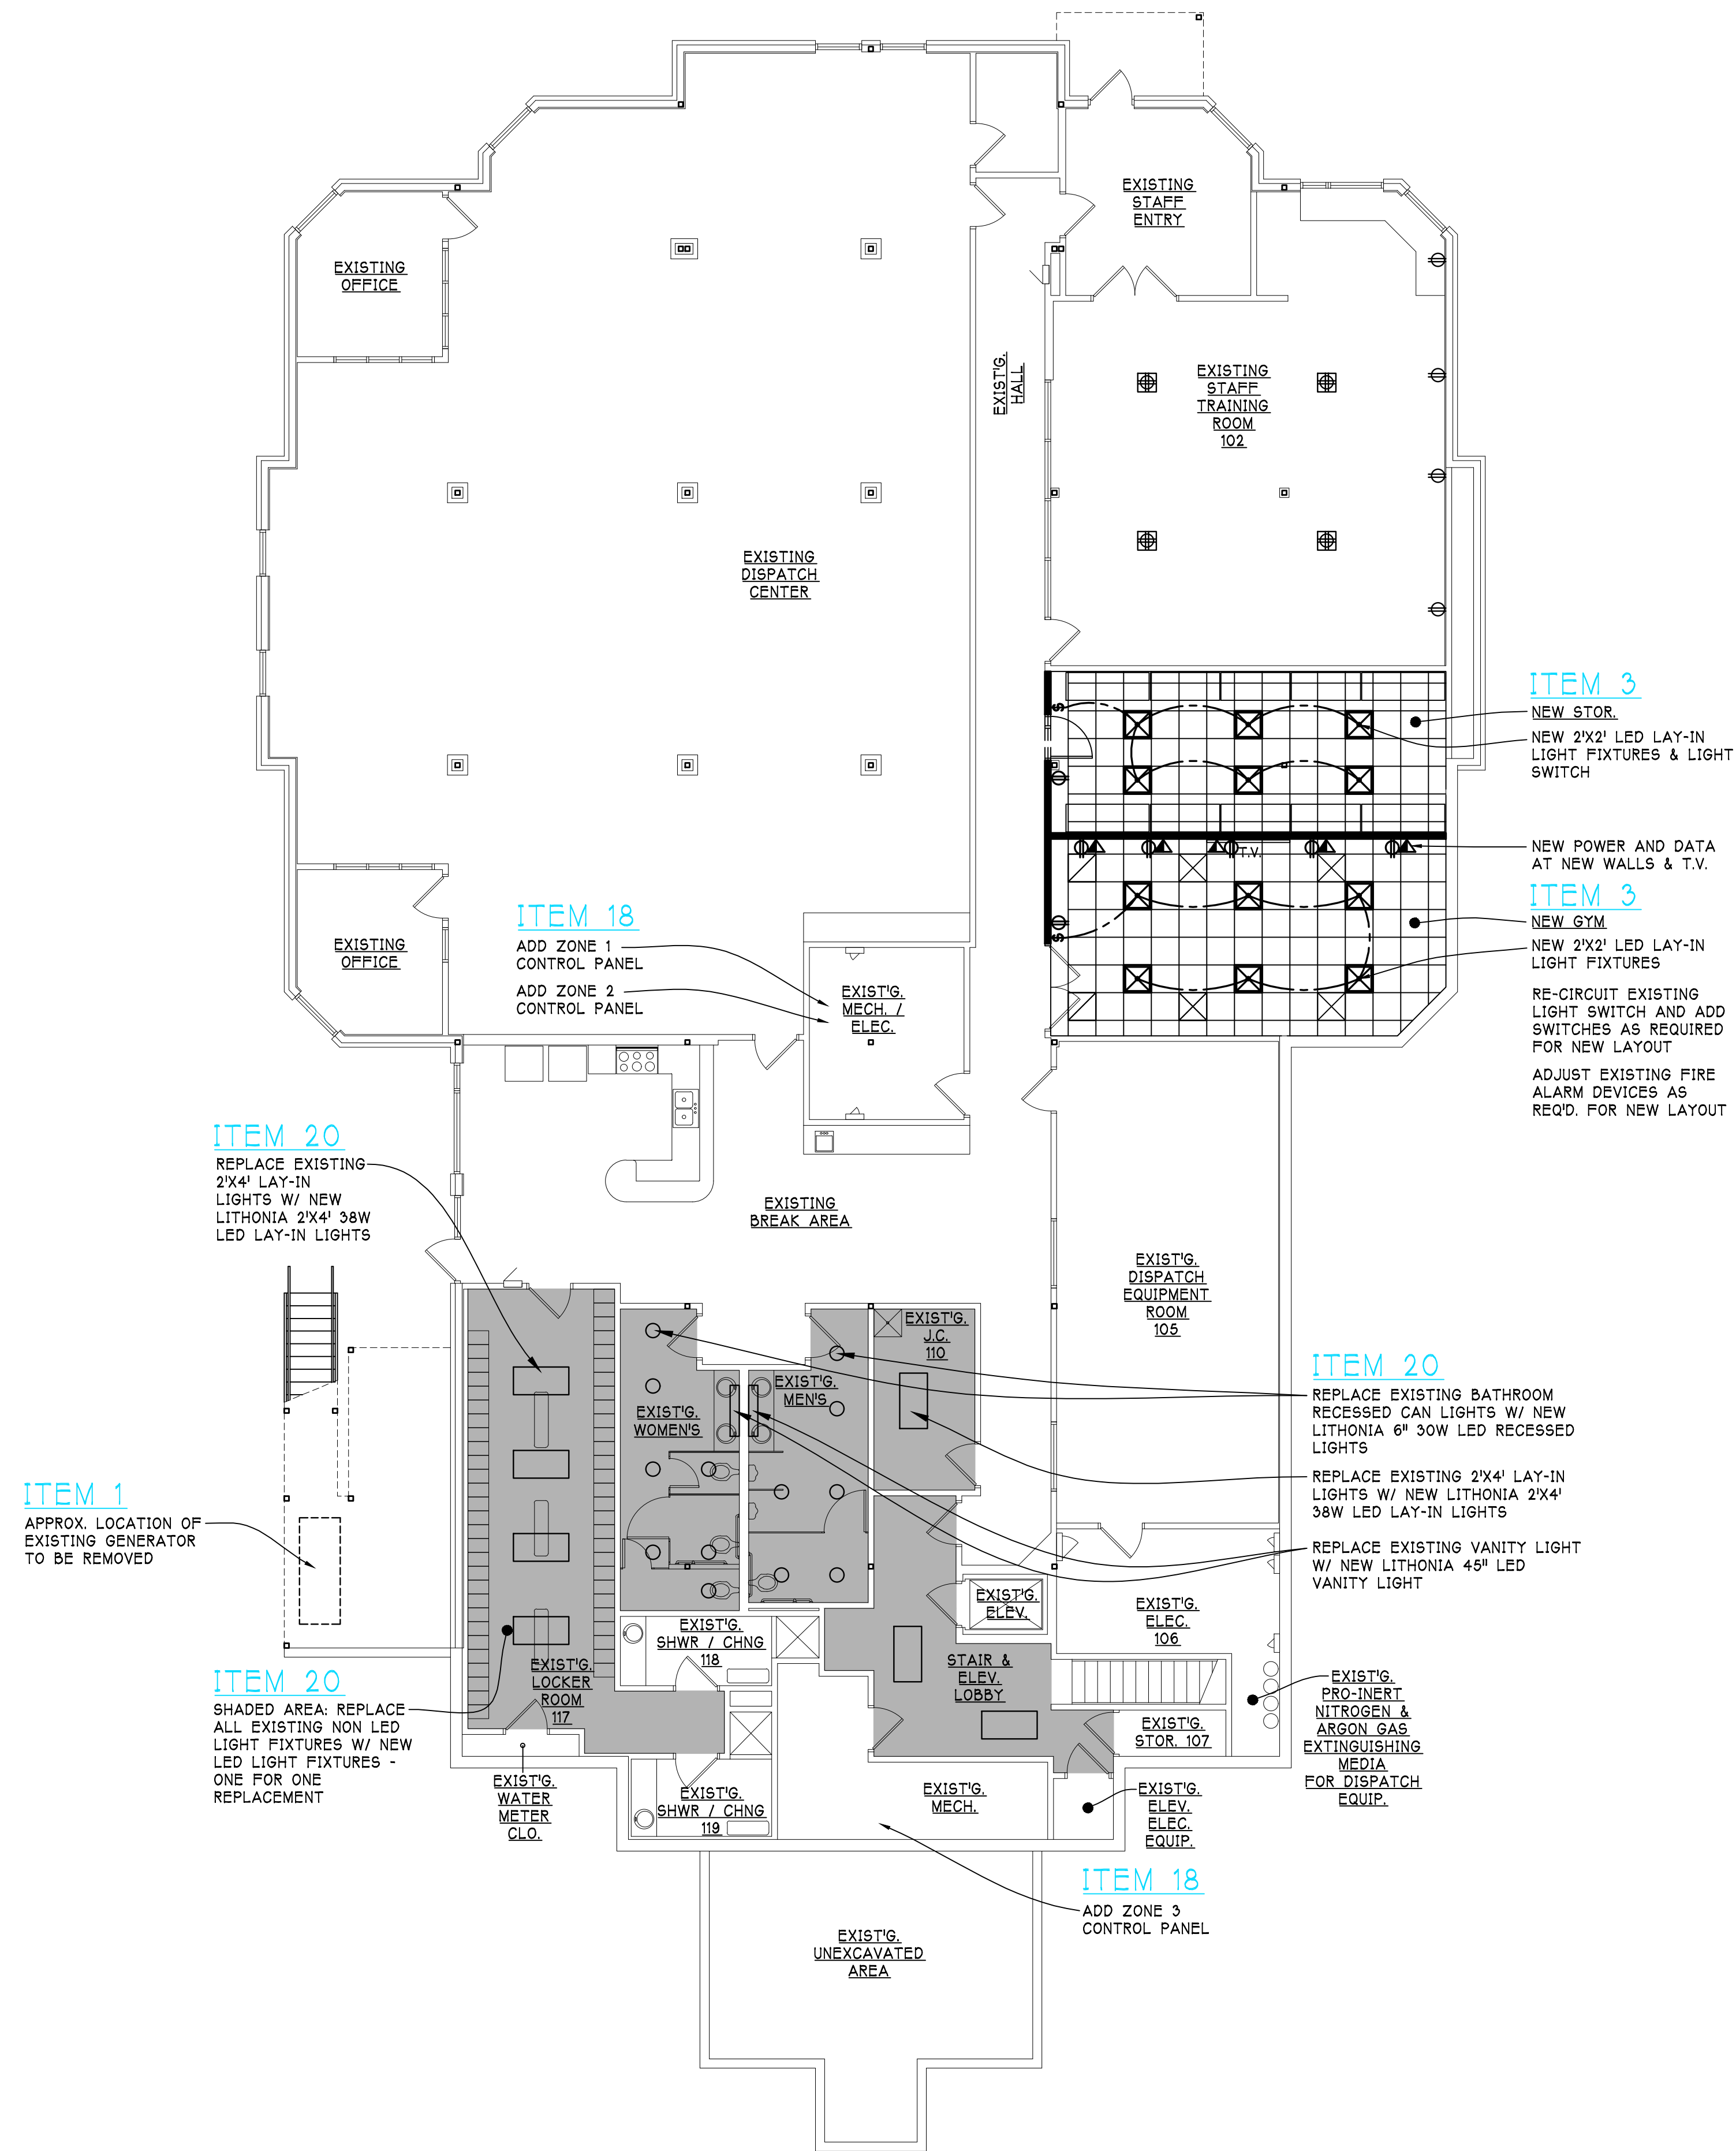 EXISTING
STAFF
ENTRY
EXISTING
OFFICE
EXIST'G.
HALL
EXISTING
STAFF
TRAINING
ROOM
102
EXISTING
DISPATCH
CENTER
ITEM 3
NEW STOR.
NEW 2'X2' LED LAY-IN
LIGHT FIXTURES & LIGHT
SWITCH
S
T.V.
NEW POWER AND DATA
AT NEW WALLS & T.V.
ITEM 3
NEW GYM
NEW 2'X2' LED LAY-IN
LIGHT FIXTURES
RE-CIRCUIT EXISTING
LIGHT SWITCH AND ADD
SWITCHES AS REQUIRED
FOR NEW LAYOUT
ADJUST EXISTING FIRE
ALARM DEVICES AS
REQ'D. FOR NEW LAYOUT
S
EXISTING
OFFICE
ITEM 18
ADD ZONE 1
CONTROL PANEL
ADD ZONE 2
CONTROL PANEL
EXIST'G.
MECH. /
ELEC.
ITEM 20
REPLACE EXISTING
2'X4' LAY-IN
LIGHTS W/ NEW
LITHONIA 2'X4' 38W
LED LAY-IN LIGHTS
EXISTING
BREAK AREA
EXIST'G.
DISPATCH
EQUIPMENT
ROOM
105
EXIST'G.
J.C.
110
EXIST'G.
MEN'S
EXIST'G.
WOMEN'S
ITEM 20
REPLACE EXISTING BATHROOM
RECESSED CAN LIGHTS W/ NEW
LITHONIA 6" 30W LED RECESSED
LIGHTS
REPLACE EXISTING 2'X4' LAY-IN
LIGHTS W/ NEW LITHONIA 2'X4'
38W LED LAY-IN LIGHTS
REPLACE EXISTING VANITY LIGHT
W/ NEW LITHONIA 45" LED
VANITY LIGHT
ITEM 1
APPROX. LOCATION OF
EXISTING GENERATOR
TO BE REMOVED
EXIST'G.
ELEV.
EXIST'G.
ELEC.
106
EXIST'G.
SHWR / CHNG
118
STAIR &
ELEV.
LOBBY
EXIST'G.
LOCKER
ROOM
117
ITEM 20
SHADED AREA: REPLACE
ALL EXISTING NON LED
LIGHT FIXTURES W/ NEW
LED LIGHT FIXTURES -
ONE FOR ONE
REPLACEMENT
EXIST'G.
STOR. 107
EXIST'G.
PRO-INERT
NITROGEN &
ARGON GAS
EXTINGUISHING
MEDIA
FOR DISPATCH
EQUIP.
EXIST'G.
WATER
METER
CLO.
EXIST'G.
SHWR / CHNG
119
EXIST'G.
MECH.
EXIST'G.
ELEV.
ELEC.
EQUIP.
ITEM 18
ADD ZONE 3
CONTROL PANEL
EXIST'G.
UNEXCAVATED
AREA